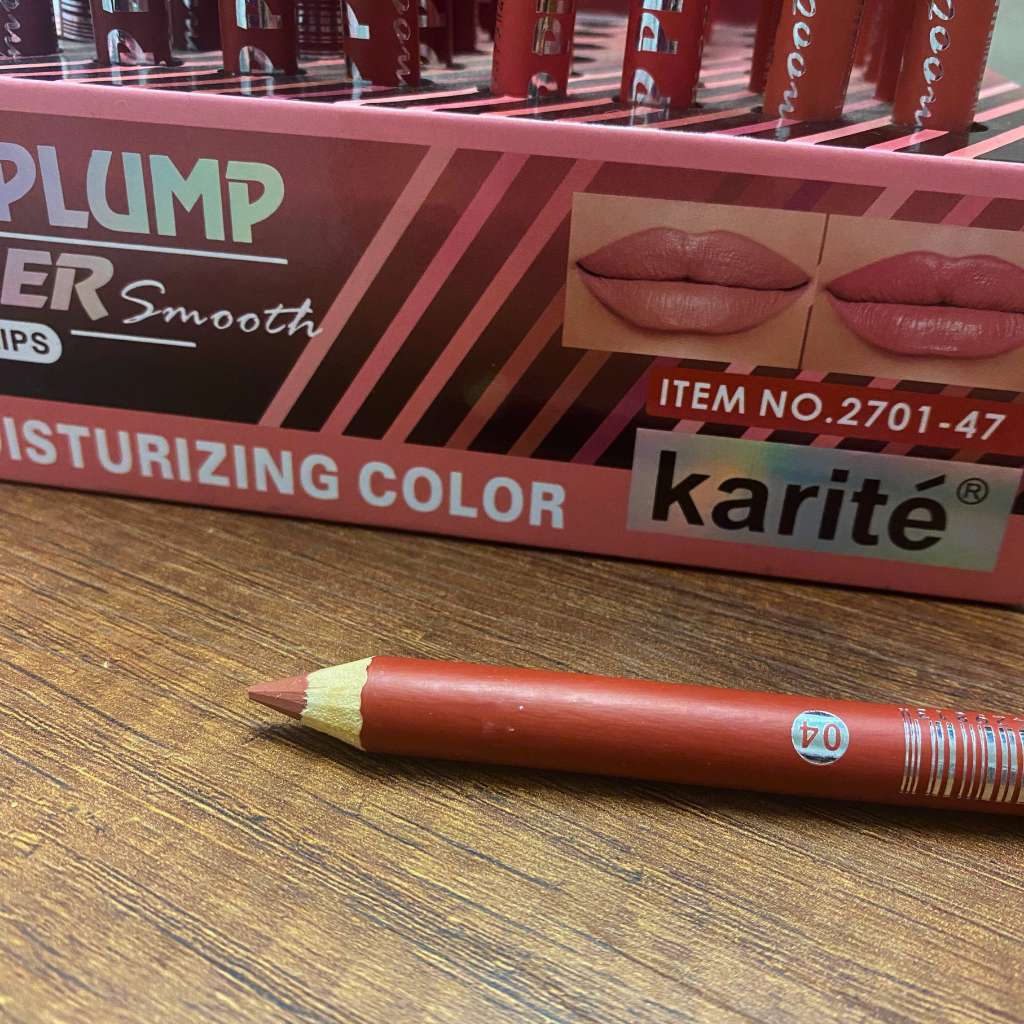 PLUMP
ER Smooth
IPS
ISTURIZING COLOR
ITEM NO.2701-47
karité®
04